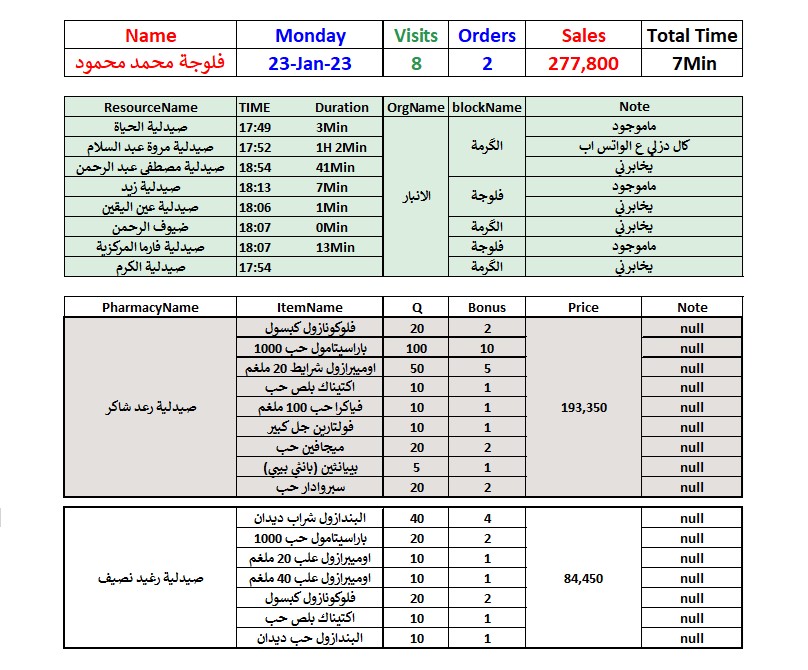 Name Monday Visits Orders Sales Total Time
فلوجة محمد محمود 23-Jan-23 8 2 277,800 7Min
ResourceName TIME Duration OrgName blockName Note
صيدلية الحياة 17:49 3Min ماموجود
صيدلية مروة عبد السلام 17:52 1H 2Min الگرمة كال دزلي ع الواتس اب
صيدلية مصطفى عبد الرحمن 18:54 41Min يخابرني
صيدلية زيد 18:13 7Min الانبار فلوجة ماموجود
صيدلية عين اليقين 18:06 1Min يخابرني
ضيوف الرحمن 18:07 0Min الگرمة يخابرني
صيدلية فارما المركزية 18:07 13Min فلوجة ماموجود
صيدلية الكرم 17:54 الگرمة يخابرني
PharmacyName ItemName Q Bonus Price Note
فلوكونازول كبسول 20 2 null
باراسيتامول حب 1000 100 10 null
اوميبرازول شرايط 20 ملغم 50 5 null
اكتيناك بلص حب 10 1 null
صيدلية رعد شاكر فياكرا حب 100 ملغم 10 1 193,350 null
فولتارين جل كبير 10 1 null
ميجافين حب 20 2 null
بيبانثين (بانثي بيبي) 5 1 null
سبروادار حب 20 2 null
البندازول شراب ديدان 40 4 null
باراسيتامول حب 1000 20 2 null
اوميبرازول علب 20 ملغم 10 1 null
صيدلية رغيد نصيف اوميبرازول علب 40 ملغم 10 1 84,450 null
فلوكونازول كبسول 20 2 null
اكتيناك بلص حب 10 1 null
البندازول حب ديدان 10 1 null